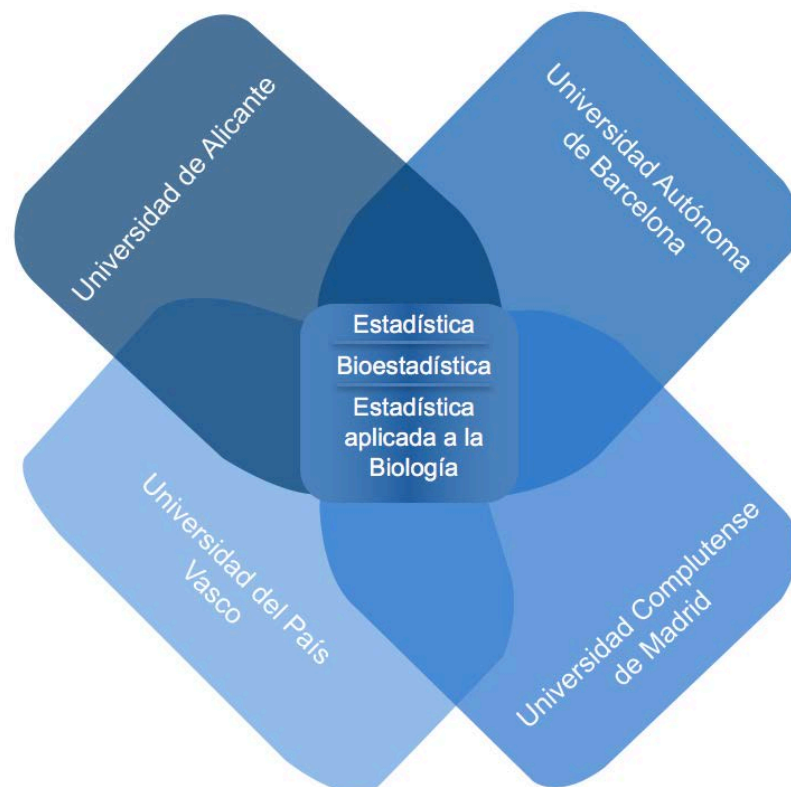 Universidad de Alicante
Universidad Autónoma
de Barcelona
Estadística
Bioestadística
Estadística
aplicada a la
Biología
Universidad del País
Vasco
Universidad Complutense
de Madrid